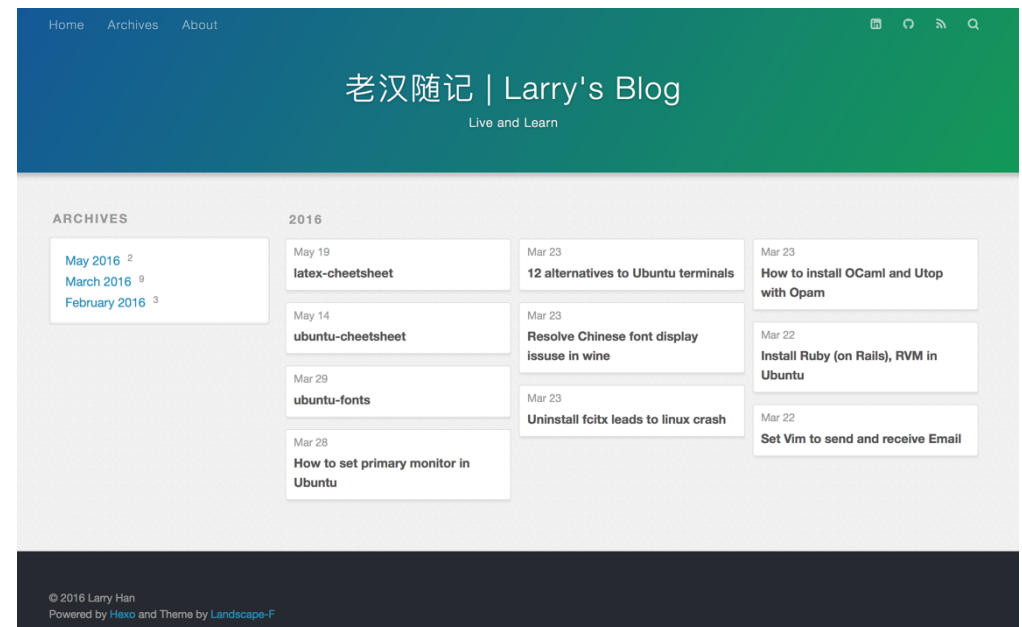 Home Archives About
老汉随记 | Larry's Blog
Live and Learn
ARCHIVES
May 2016 2
March 2016 9
February 2016 3
2016
May 19
latex-cheetsheet
May 14
ubuntu-cheetsheet
Mar 29
ubuntu-fonts
Mar 28
How to set primary monitor in
Ubuntu
Mar 23
12 alternatives to Ubuntu terminals
Mar 23
Resolve Chinese font display
issuse in wine
Mar 23
Uninstall fcitx leads to linux crash
Mar 23
How to install OCaml and Utop
with Opam
Mar 22
Install Ruby (on Rails), RVM in
Ubuntu
Mar 22
Set Vim to send and receive Email
© 2016 Larry Han
Powered by Hexo and Theme by Landscape-F